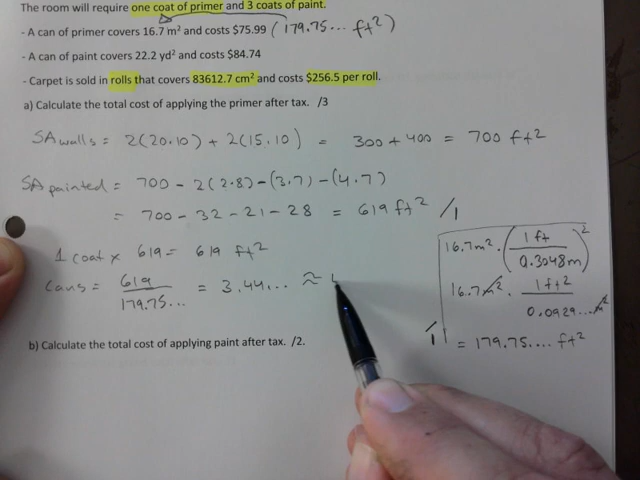 The room will require one coat of primer and 3 coats of paint.
- A can of primer covers 16.7 m² and costs $75.99 (179.75... ft²)
- A can of paint covers 22.2 yd² and costs $84.74
- Carpet is sold in rolls that covers 83612.7 cm² and costs $256.5 per roll.
a) Calculate the total cost of applying the primer after tax. /3
SA walls = 2(20·10) + 2(15·10) = 300 + 400 = 700 ft²
SA painted = 700 - 2(2·8) - (3·7) - (4·7)
= 700 - 32 - 21 - 28 = 619 ft² /1
1 coat × 619 = 619 ft²
Cans = 619/179.75... = 3.44... ≈
16.7m² · (1 ft/0.3048m)²
16.7m² · 1 ft²/0.0929...m²
/1 = 179.75.... ft²
b) Calculate the total cost of applying paint after tax. /2.